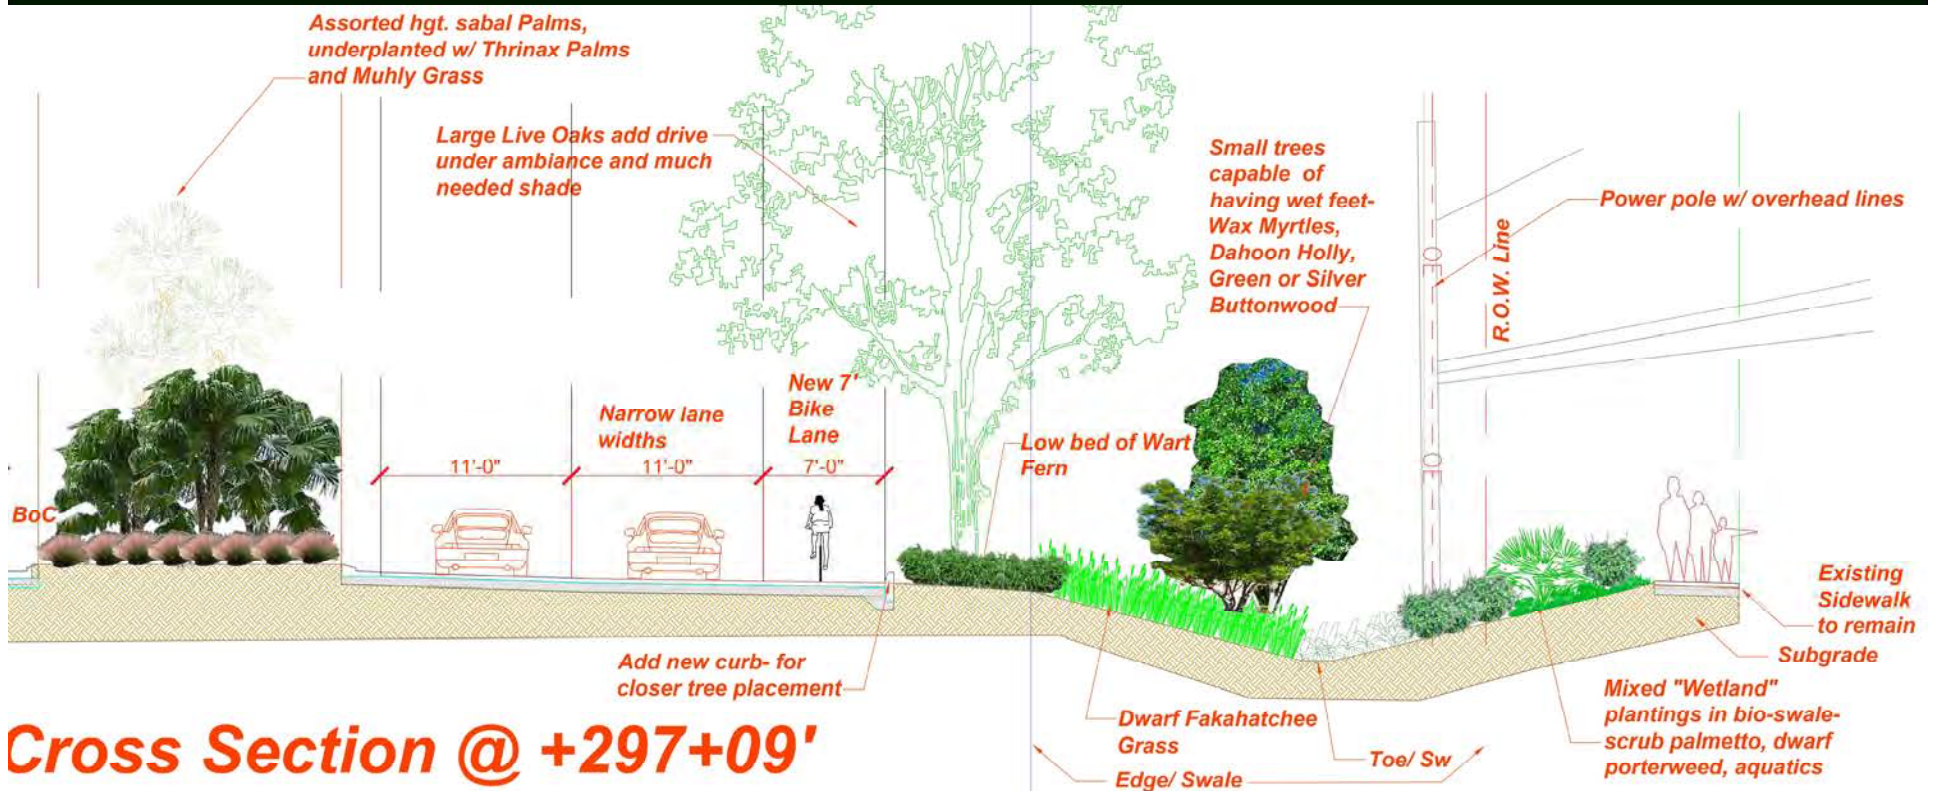 Assorted hgt. sabal Palms,
underplanted w/ Thrinax Palms
and Muhly Grass
Large Live Oaks add drive
under ambiance and much
needed shade
Small trees
capable of
having wet feet-
Wax Myrtles,
Dahoon Holly,
Green or Silver
Buttonwood
Power pole w/ overhead lines
R.O.W. Line
New 7'
Bike
Lane
Narrow lane
widths
11'-0"
11'-0"
7'-0"
Low bed of Wart
Fern
BoC
Existing
Sidewalk
to remain
Subgrade
Add new curb- for
closer tree placement
Mixed "Wetland"
plantings in bio-swale-
scrub palmetto, dwarf
porterweed, aquatics
Dwarf Fakahatchee
Grass
Toe/ Sw
Edge/ Swale
Cross Section @ +297+09'